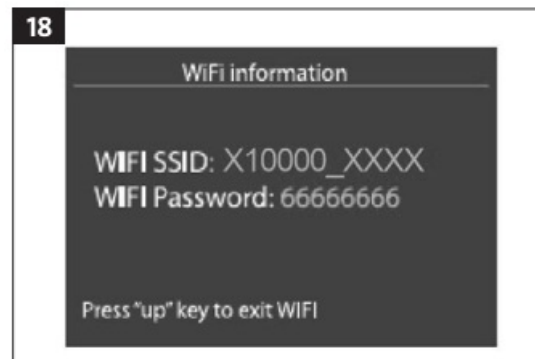 18
WiFi information
WIFI SSID: X10000_XXXX
WIFI Password: 66666666
Press "up" key to exit WIFI